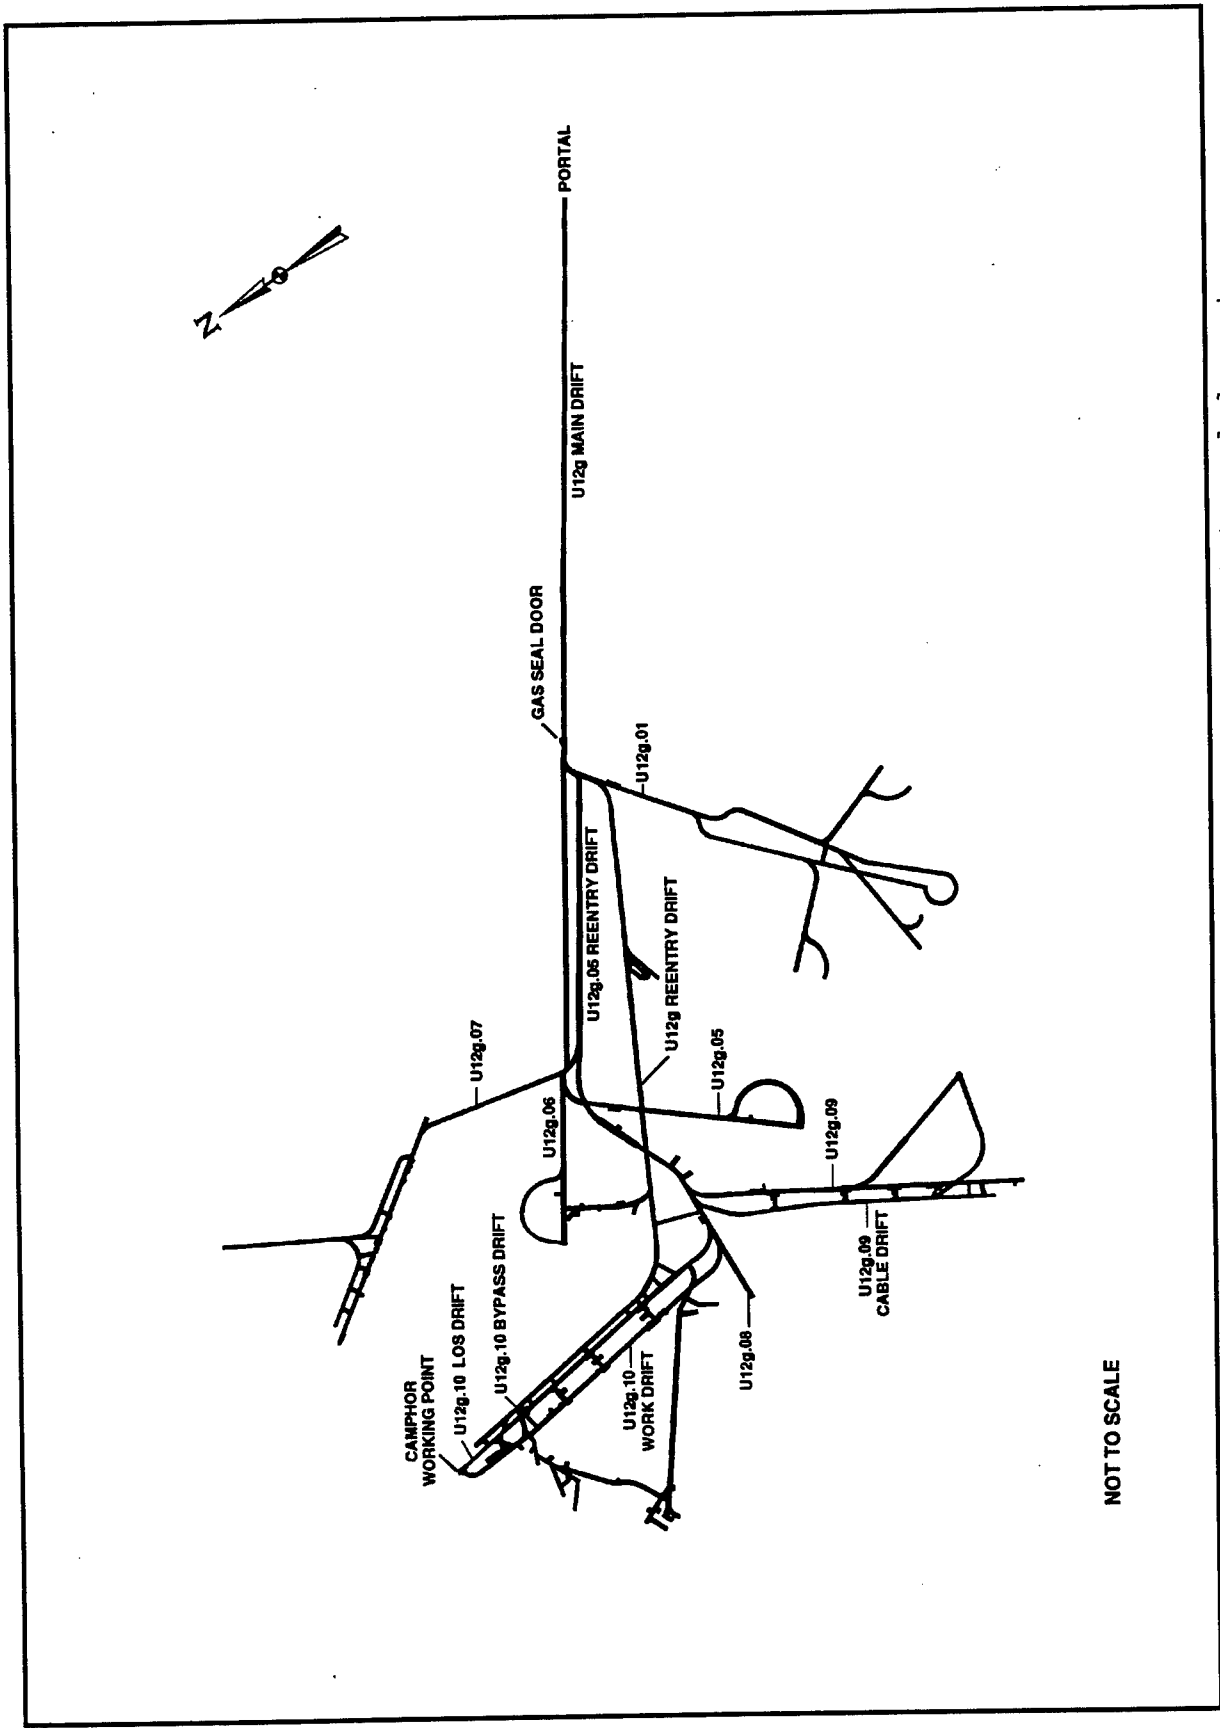 N
PORTAL
U12g MAIN DRIFT
GAS SEAL DOOR
U12g.01
U12g.05 REENTRY DRIFT
U12g REENTRY DRIFT
U12g.07
U12g.05
U12g.06
U12g.09
U12g.09
CABLE DRIFT
U12g.08
U12g.10 BYPASS DRIFT
U12g.10 LOS DRIFT
CAMPHOR
WORKING POINT
U12g.10
WORK DRIFT
NOT TO SCALE